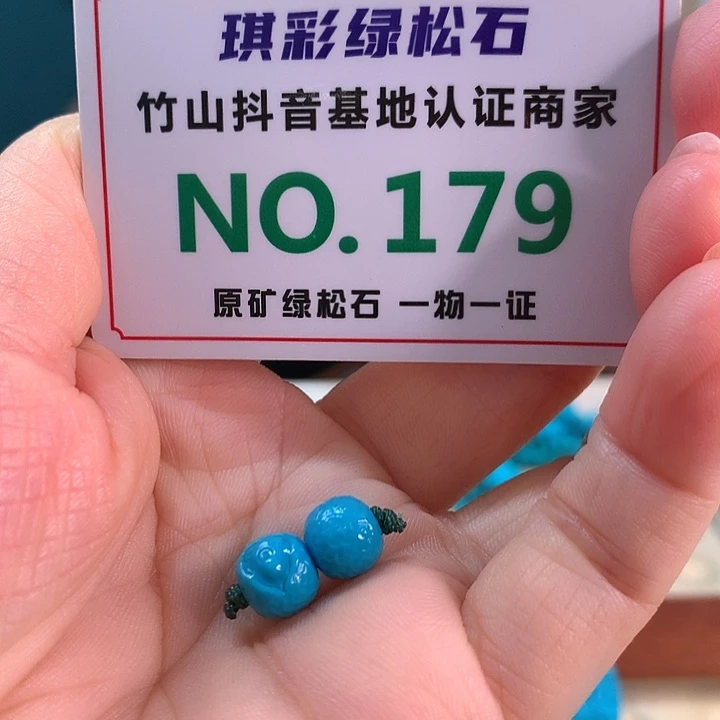 琪彩绿松石
竹山抖音基地认证商家
NO.179
原矿绿松石 一物一证